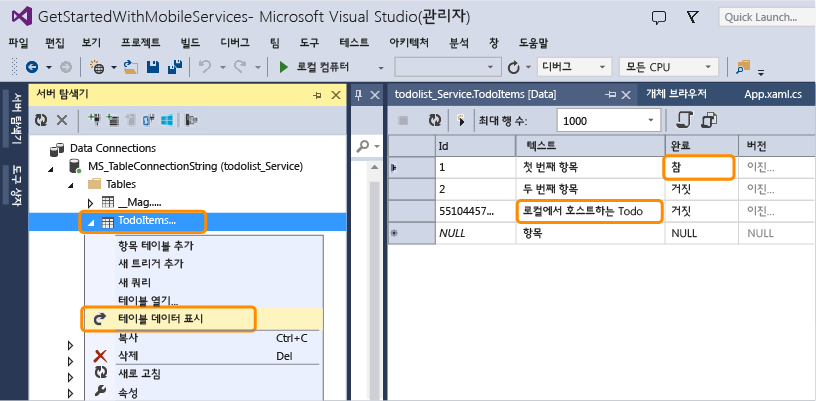 GetStartedWithMobileServices- Microsoft Visual Studio(관리자)
Quick Launch...
파일 편집 보기 프로젝트 빌드 디버그 팀 도구 테스트 아키텍처 분석 창 도움말
로컬 컴퓨터 디버그 모든 CPU
서버 탐색기
도구 상자
서버 탐색기
Data Connections
MS_TableConnectionString (todolist_Service)
Tables
__Mag.....
TodoItems...
항목 테이블 추가
새 트리거 추가
새 쿼리
테이블 열기...
테이블 데이터 표시
복사 Ctrl+C
삭제 Del
새로 고침
속성
todolist_Service.TodoItems [Data] 개체 브라우저 App.xaml.cs
최대 행 수: 1000
Id 텍스트 완료 버전
1 첫 번째 항목 참 이진...
2 두 번째 항목 거짓 이진...
55104457... 로컬에서 호스트하는 Todo 거짓 이진...
NULL 항목 NULL NULL